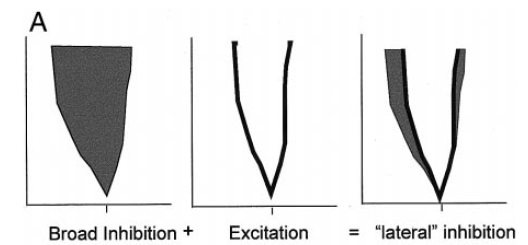 A
Broad Inhibition + Excitation = "lateral" inhibition